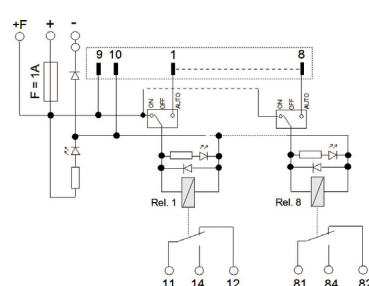 +F + -
9 10 1 8
F = 1A
ON OFF AUTO
ON OFF AUTO
Rel. 1 Rel. 8
11 14 12 81 84 82